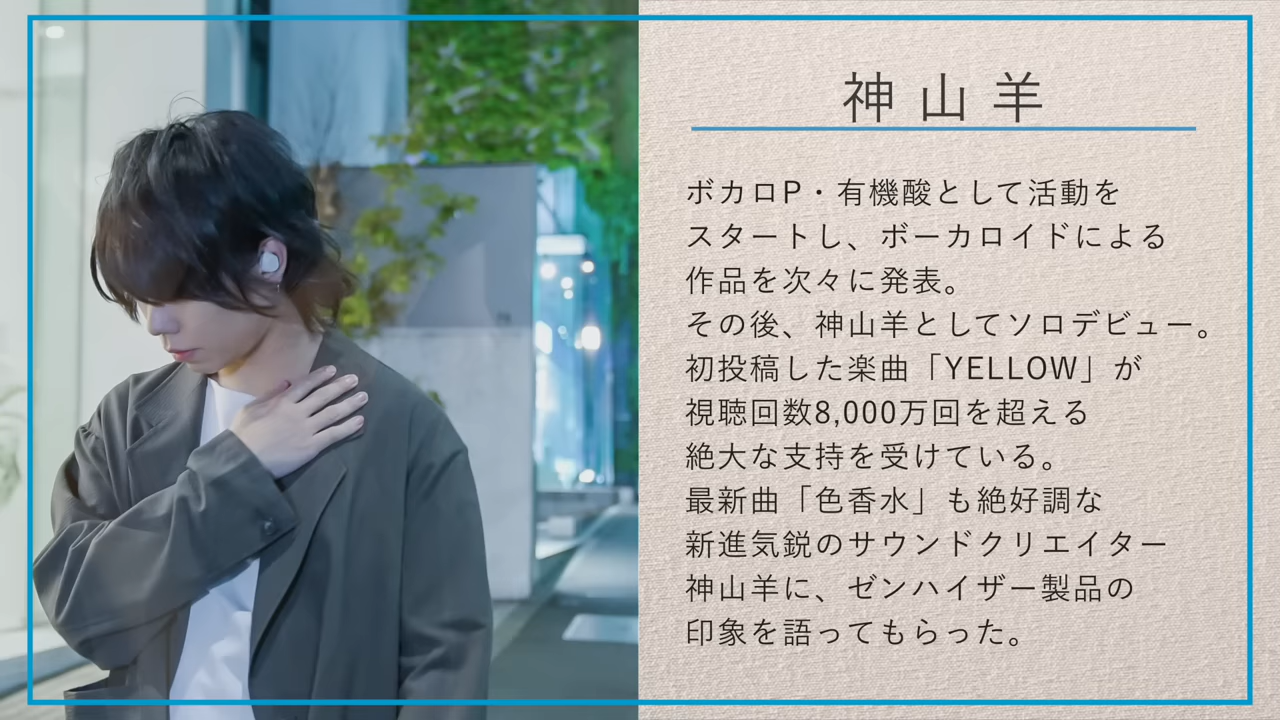 神山羊
ボカロP・有機酸として活動を
スタートし、ボーカロイドによる
作品を次々に発表。
その後、神山羊としてソロデビュー。
初投稿した楽曲「YELLOW」が
視聴回数8,000万回を超える
絶大な支持を受けている。
最新曲「色香水」も絶好調な
新進気鋭のサウンドクリエイター
神山羊に、ゼンハイザー製品の
印象を語ってもらった。